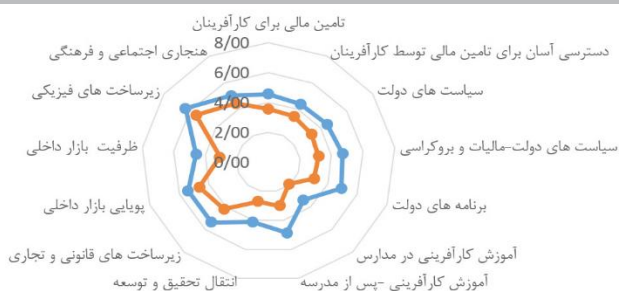 تامین مالی برای کارآفرینان
8/00
دسترسی آسان برای تامین مالی توسط کارآفرینان
هنجاری اجتماعی و فرهنگی
6/00
سیاست های دولت
زیرساخت های فیزیکی
4/00
2/00
سیاست های دولت-مالیات و بروکراسی
ظرفیت بازار داخلی
0/00
برنامه های دولت
پویایی بازار داخلی
آموزش کارآفرینی در مدارس
زیرساخت های قانونی و تجاری
آموزش کارآفرینی -پس از مدرسه
انتقال تحقیق و توسعه